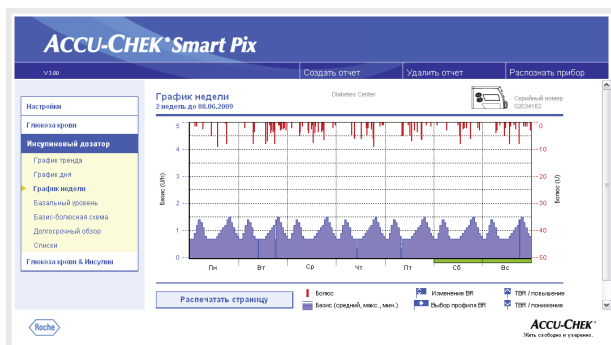 ACCU-CHEK® Smart Pix
V 3.00
Создать отчет
Удалить отчет
Распознать прибор
Настройки
Глюкоза крови
Инсулиновый дозатор
График тренда
График дня
График недели
Базальный уровень
Базис-болюсная схема
Долгосрочный обзор
Списки
Глюкоза крови & Инсулин
График недели
2 недель до 08.06.2009
Diabetes Center
Серийный номер
02034162
Базис (U/h)
5
4
3
2
1
0
Болюс (U)
0
10
20
30
40
50
Пн
Вт
Ср
Чт
Пт
Сб
Вс
Распечатать страницу
Болюс
Базис (средний, макс., мин.)
Изменение BR
Выбор профиля BR
TBR / повышение
TBR / понижение
Roche
ACCU-CHEK®
Жить свободно и уверенно.